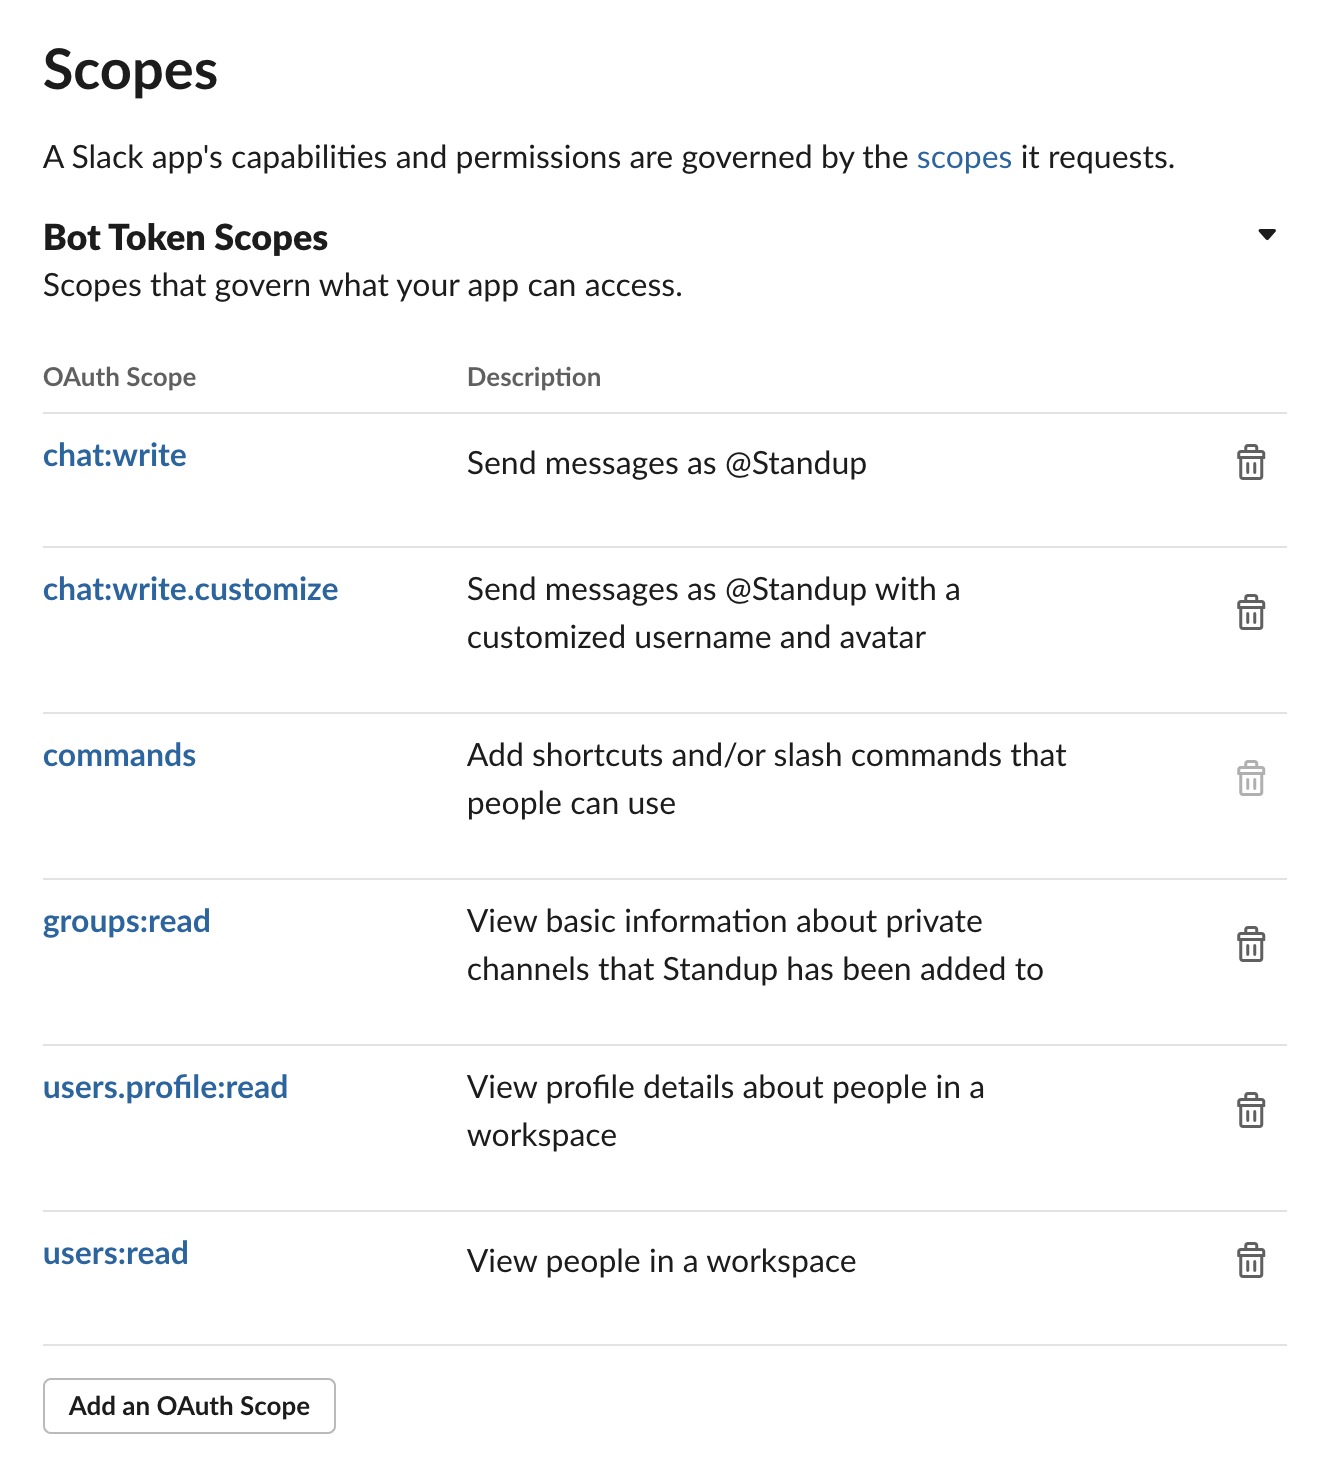 Scopes
A Slack app's capabilities and permissions are governed by the scopes it requests.
Bot Token Scopes
Scopes that govern what your app can access.
OAuth Scope Description
chat:write Send messages as @Standup
chat:write.customize Send messages as @Standup with a
customized username and avatar
commands Add shortcuts and/or slash commands that
people can use
groups:read View basic information about private
channels that Standup has been added to
users.profile:read View profile details about people in a
workspace
users:read View people in a workspace
Add an OAuth Scope